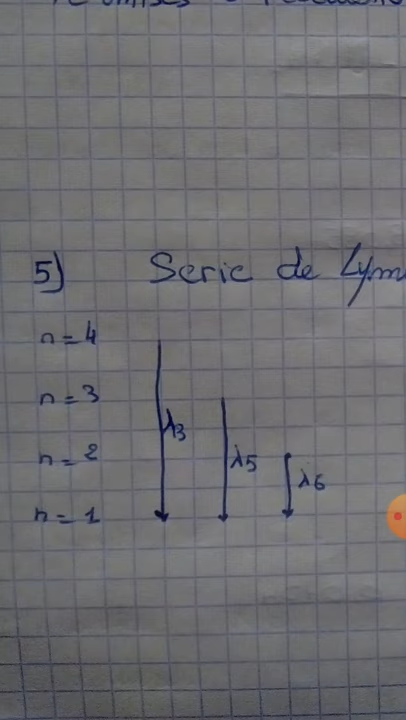 5) Serie de Lym
n = 4
n = 3
λ3
n = 2
λ5
λ6
n = 1